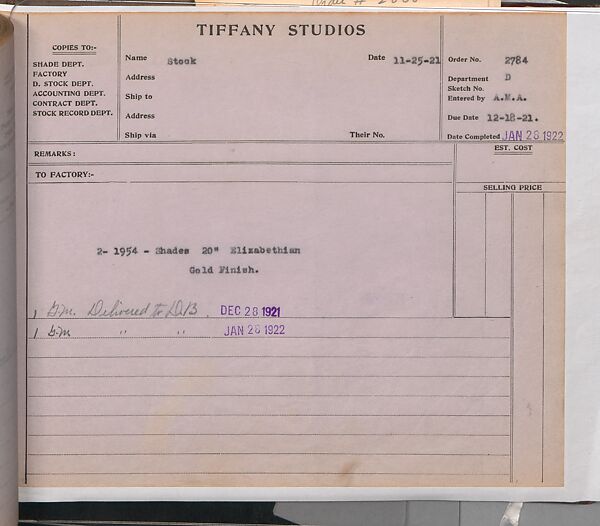 TIFFANY STUDIOS
COPIES TO:-
SHADE DEPT.
FACTORY
D. STOCK DEPT.
ACCOUNTING DEPT.
CONTRACT DEPT.
STOCK RECORD DEPT.
Name Stock Date 11-25-21
Address
Ship to
Address
Ship via Their No.
Order No. 2784
Department D
Sketch No.
Entered by A.M.A.
Due Date 12-18-21.
Date Completed JAN 28 1922
REMARKS:
EST. COST
TO FACTORY:-
SELLING PRICE
2- 1954 - Shades 20" Elizabethian
Gold Finish.
1 G.M. Delivered to DB. DEC 28 1921
1 G.M " " JAN 28 1922